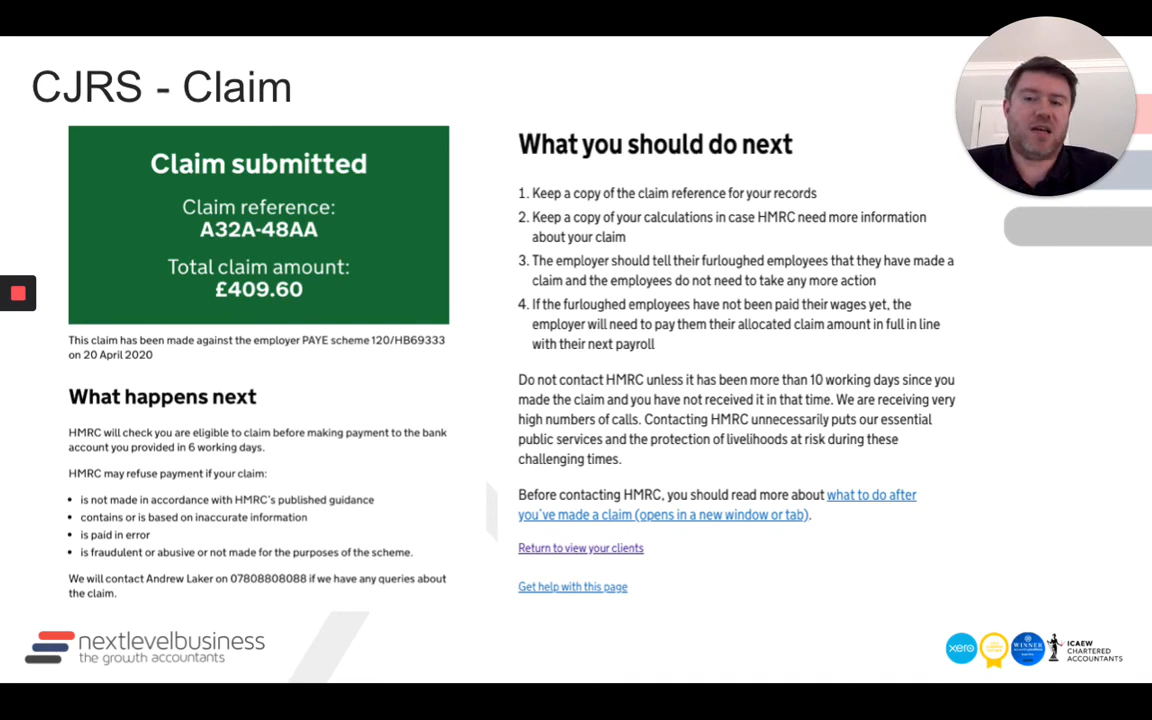 CJRS - Claim
Claim submitted
Claim reference:
A32A-48AA
Total claim amount:
£409.60
This claim has been made against the employer PAYE scheme 120/HB69333
on 20 April 2020
What happens next
HMRC will check you are eligible to claim before making payment to the bank
account you provided in 6 working days.
HMRC may refuse payment if your claim:
• is not made in accordance with HMRC's published guidance
• contains or is based on inaccurate information
• is paid in error
• is fraudulent or abusive or not made for the purposes of the scheme.
We will contact Andrew Laker on 07808808088 if we have any queries about
the claim.
What you should do next
1. Keep a copy of the claim reference for your records
2. Keep a copy of your calculations in case HMRC need more information
about your claim
3. The employer should tell their furloughed employees that they have made a
claim and the employees do not need to take any more action
4. If the furloughed employees have not been paid their wages yet, the
employer will need to pay them their allocated claim amount in full in line
with their next payroll
Do not contact HMRC unless it has been more than 10 working days since you
made the claim and you have not received it in that time. We are receiving very
high numbers of calls. Contacting HMRC unnecessarily puts our essential
public services and the protection of livelihoods at risk during these
challenging times.
Before contacting HMRC, you should read more about what to do after
you've made a claim (opens in a new window or tab).
Return to view your clients
Get help with this page
nextlevelbusiness
the growth accountants
xero
WINNER
ICAEW
CHARTERED
ACCOUNTANTS